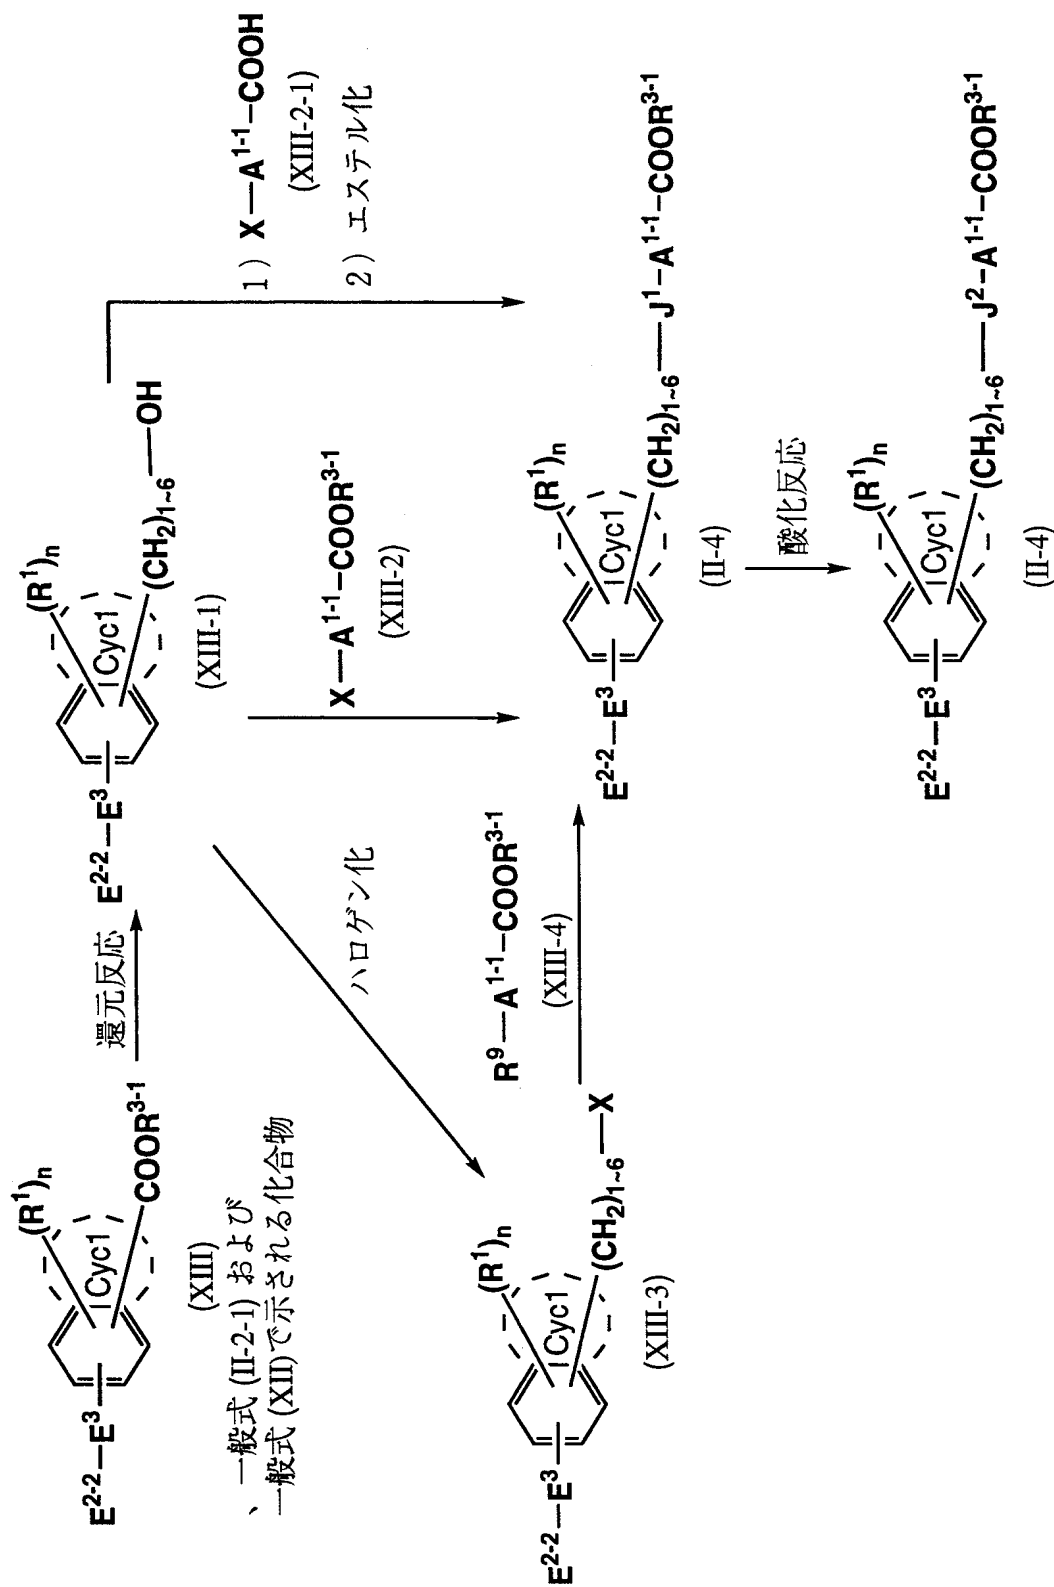 E²⁻²—E³
Cyc1
(R¹)ₙ
COOR³⁻¹
(XIII)
、一般式(II-2-1)および
一般式(XII)で示される化合物
還元反応
E²⁻²—E³
Cyc1
(R¹)ₙ
(CH₂)₁~₆—OH
(XIII-1)
1) X—A¹⁻¹—COOH
(XIII-2-1)
2) エステル化
ハロゲン化
X—A¹⁻¹—COOR³⁻¹
(XIII-2)
E²⁻²—E³
Cyc1
(R¹)ₙ
(CH₂)₁~₆—X
(XIII-3)
R⁹—A¹⁻¹—COOR³⁻¹
(XIII-4)
E²⁻²—E³
Cyc1
(R¹)ₙ
(CH₂)₁~₆—J¹—A¹⁻¹—COOR³⁻¹
(II-4)
酸化反応
E²⁻²—E³
Cyc1
(R¹)ₙ
(CH₂)₁~₆—J²—A¹⁻¹—COOR³⁻¹
(II-4)